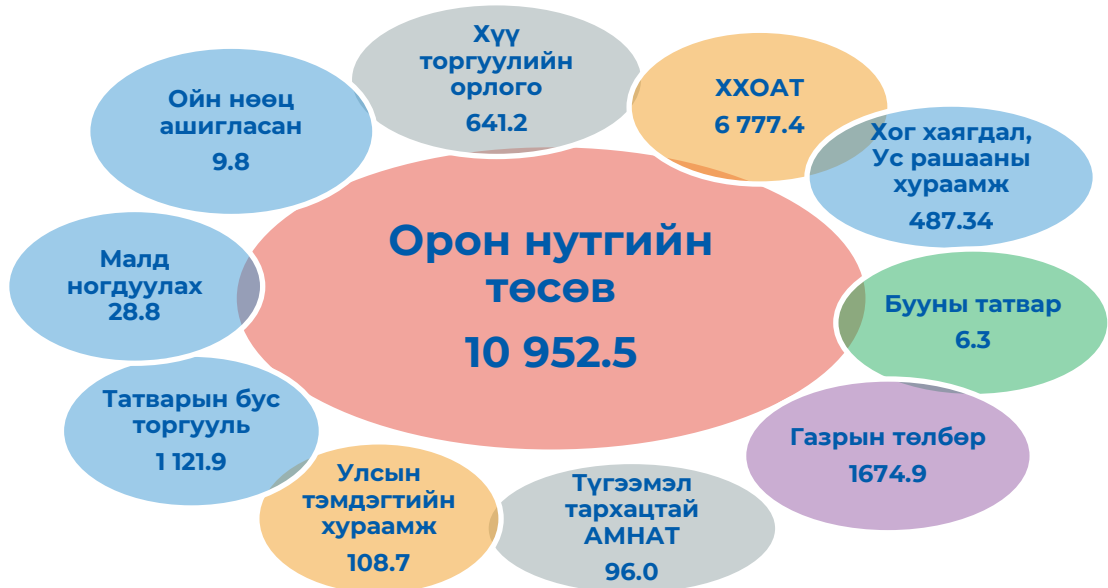 Хүү
торгуулийн
орлого
641.2
ХХОАТ
6 777.4
Хог хаягдал,
Ус рашааны
хураамж
487.34
Бууны татвар
6.3
Газрын төлбөр
1674.9
Түгээмэл
тархацтай
АМНАТ
96.0
Улсын
тэмдэгтийн
хураамж
108.7
Татварын бус
торгууль
1 121.9
Малд
ногдуулах
28.8
Ойн нөөц
ашигласан
9.8
Орон нутгийн
төсөв
10 952.5